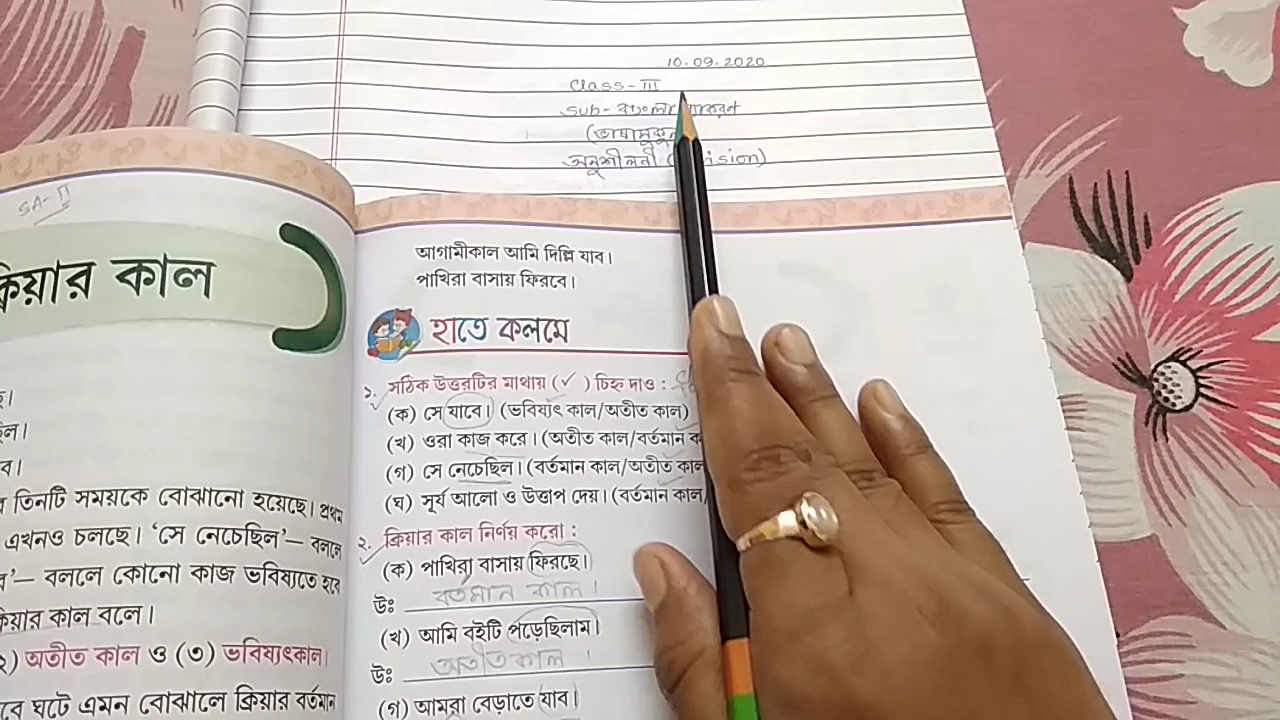 10.09.2020
Class - III
Sub - বাংলা
অনুশীলনী
SA-II
ক্রিয়ার কাল
তিনটি সময়কে বোঝানো হয়েছে। প্রথম
এখনও চলছে। ‘সে নেচেছিল’— বললে
’— বললে কোনো কাজ ভবিষ্যতে হবে
ক্রিয়ার কাল বলে।
২) অতীত কাল ও (৩) ভবিষ্যৎকাল।
ঘটে এমন বোঝালে ক্রিয়ার বর্তমান
আগামীকাল আমি দিল্লি যাব।
পাখিরা বাসায় ফিরবে।
হাতে কলমে
১. সঠিক উত্তরটির মাথায় (✓) চিহ্ন দাও :
(ক) সে যাবে। (ভবিষ্যৎ কাল/অতীত কাল)
(খ) ওরা কাজ করে। (অতীত কাল/বর্তমান
(গ) সে নেচেছিল। (বর্তমান কাল/অতীত কাল
(ঘ) সূর্য আলো ও উত্তাপ দেয়। (বর্তমান কাল
২. ক্রিয়ার কাল নির্ণয় করো :
(ক) পাখিরা বাসায় ফিরছে।
উঃ বর্তমান কাল।
(খ) আমি বইটি পড়েছিলাম।
উঃ অতীত কাল।
(গ) আমরা বেড়াতে যাব।